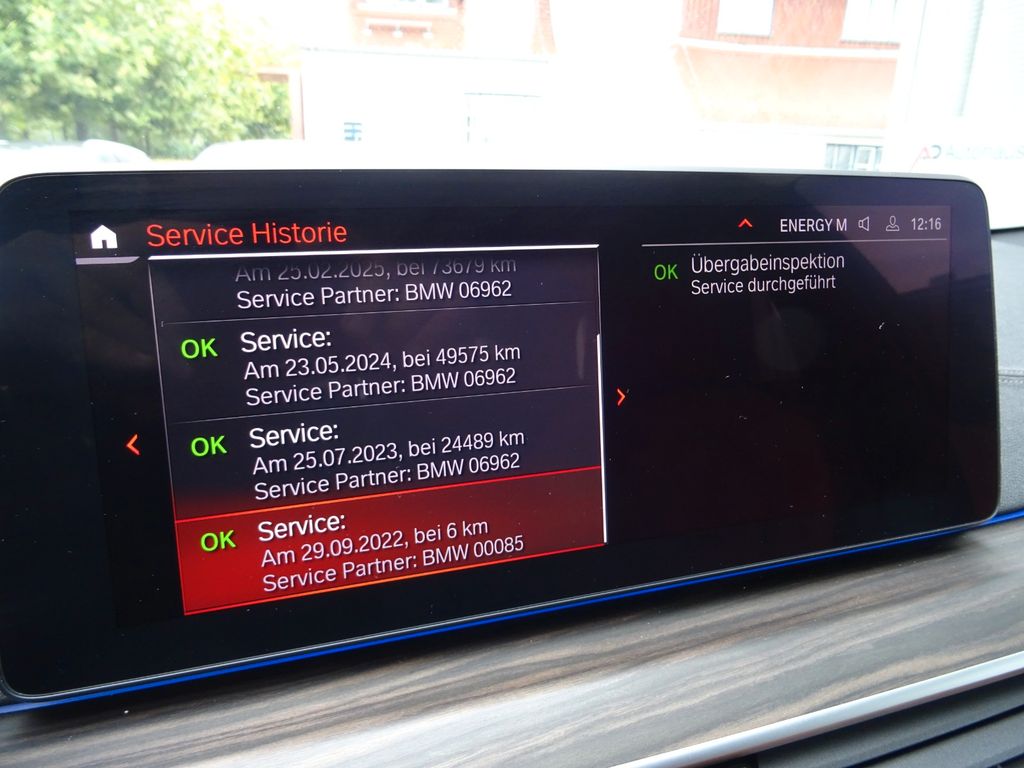 Service Historie
ENERGY M
12:16
Am 25.02.2025, bei 73679 km
Service Partner: BMW 06962
OK
Service:
Am 23.05.2024, bei 49575 km
Service Partner: BMW 06962
OK
Service:
Am 25.07.2023, bei 24489 km
Service Partner: BMW 06962
OK
Service:
Am 29.09.2022, bei 6 km
Service Partner: BMW 00085
OK
Übergabeinspektion
Service durchgeführt
AD Autohaus